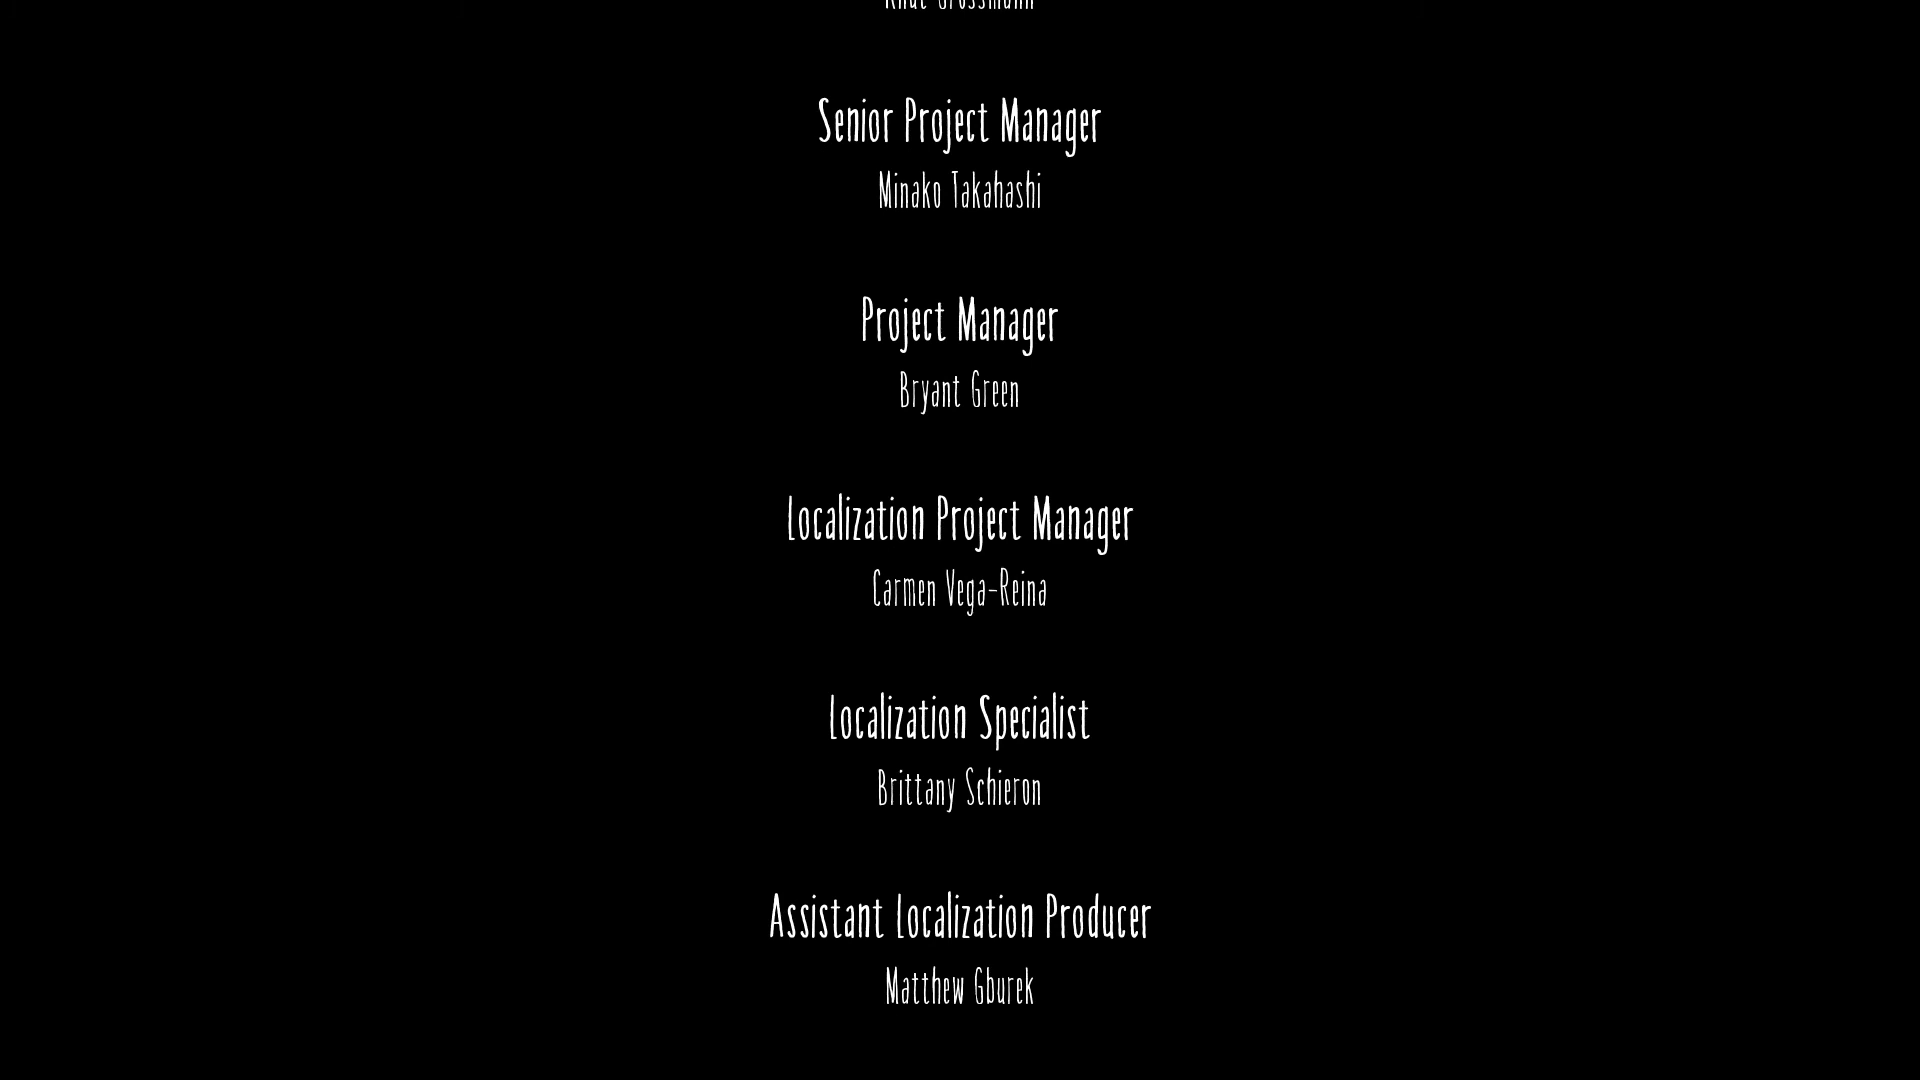 Senior Project Manager
Minako Takahashi
Project Manager
Bryant Green
Localization Project Manager
Carmen Vega-Reina
Localization Specialist
Brittany Schieron
Assistant Localization Producer
Matthew Gburek